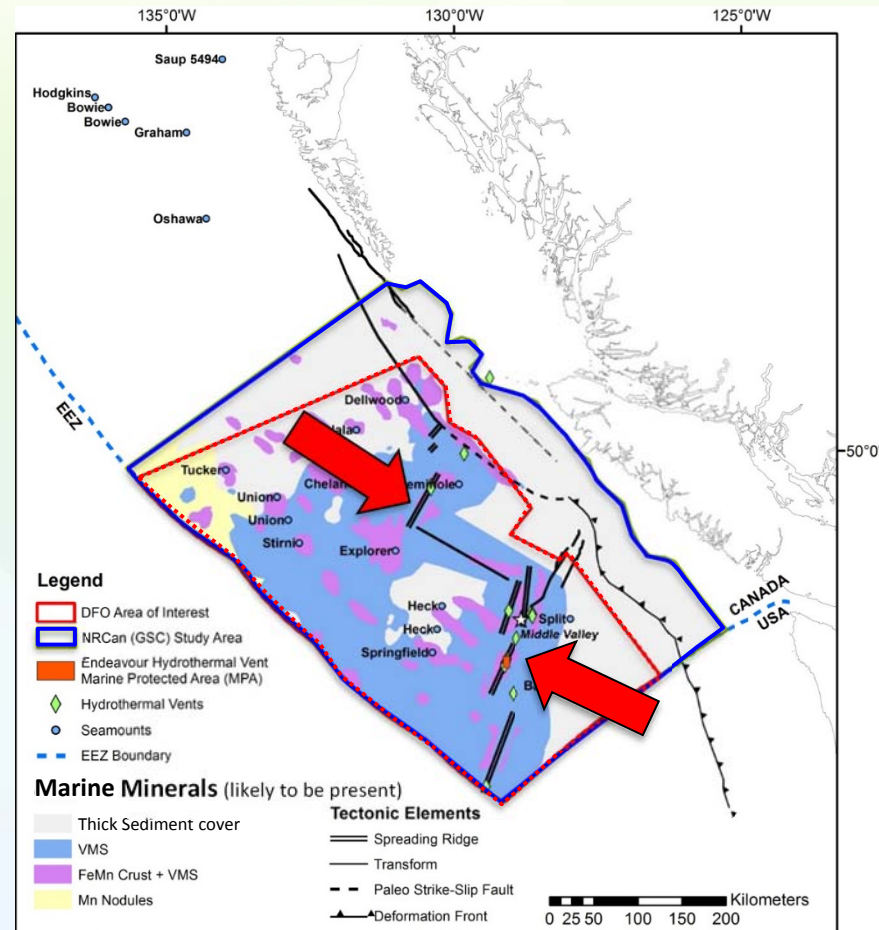 135°W
130°W
125°W
Saup 5494
Hodgkins
Bowie
Bowie
Graham
Oshawa
EEZ
50°0'
Dellwood
Tucker
Union
Union
Stirni
Explorer
Heck
Heck
Springfield
Split
Middle Valley
CANADA
USA
Legend
DFO Area of Interest
NRCan (GSC) Study Area
Endeavour Hydrothermal Vent
Marine Protected Area (MPA)
Hydrothermal Vents
Seamounts
EEZ Boundary
Marine Minerals (likely to be present)
Thick Sediment cover
VMS
FeMn Crust + VMS
Mn Nodules
Tectonic Elements
Spreading Ridge
Transform
Paleo Strike-Slip Fault
Deformation Front
Kilometers
0 25 50 100 150 200